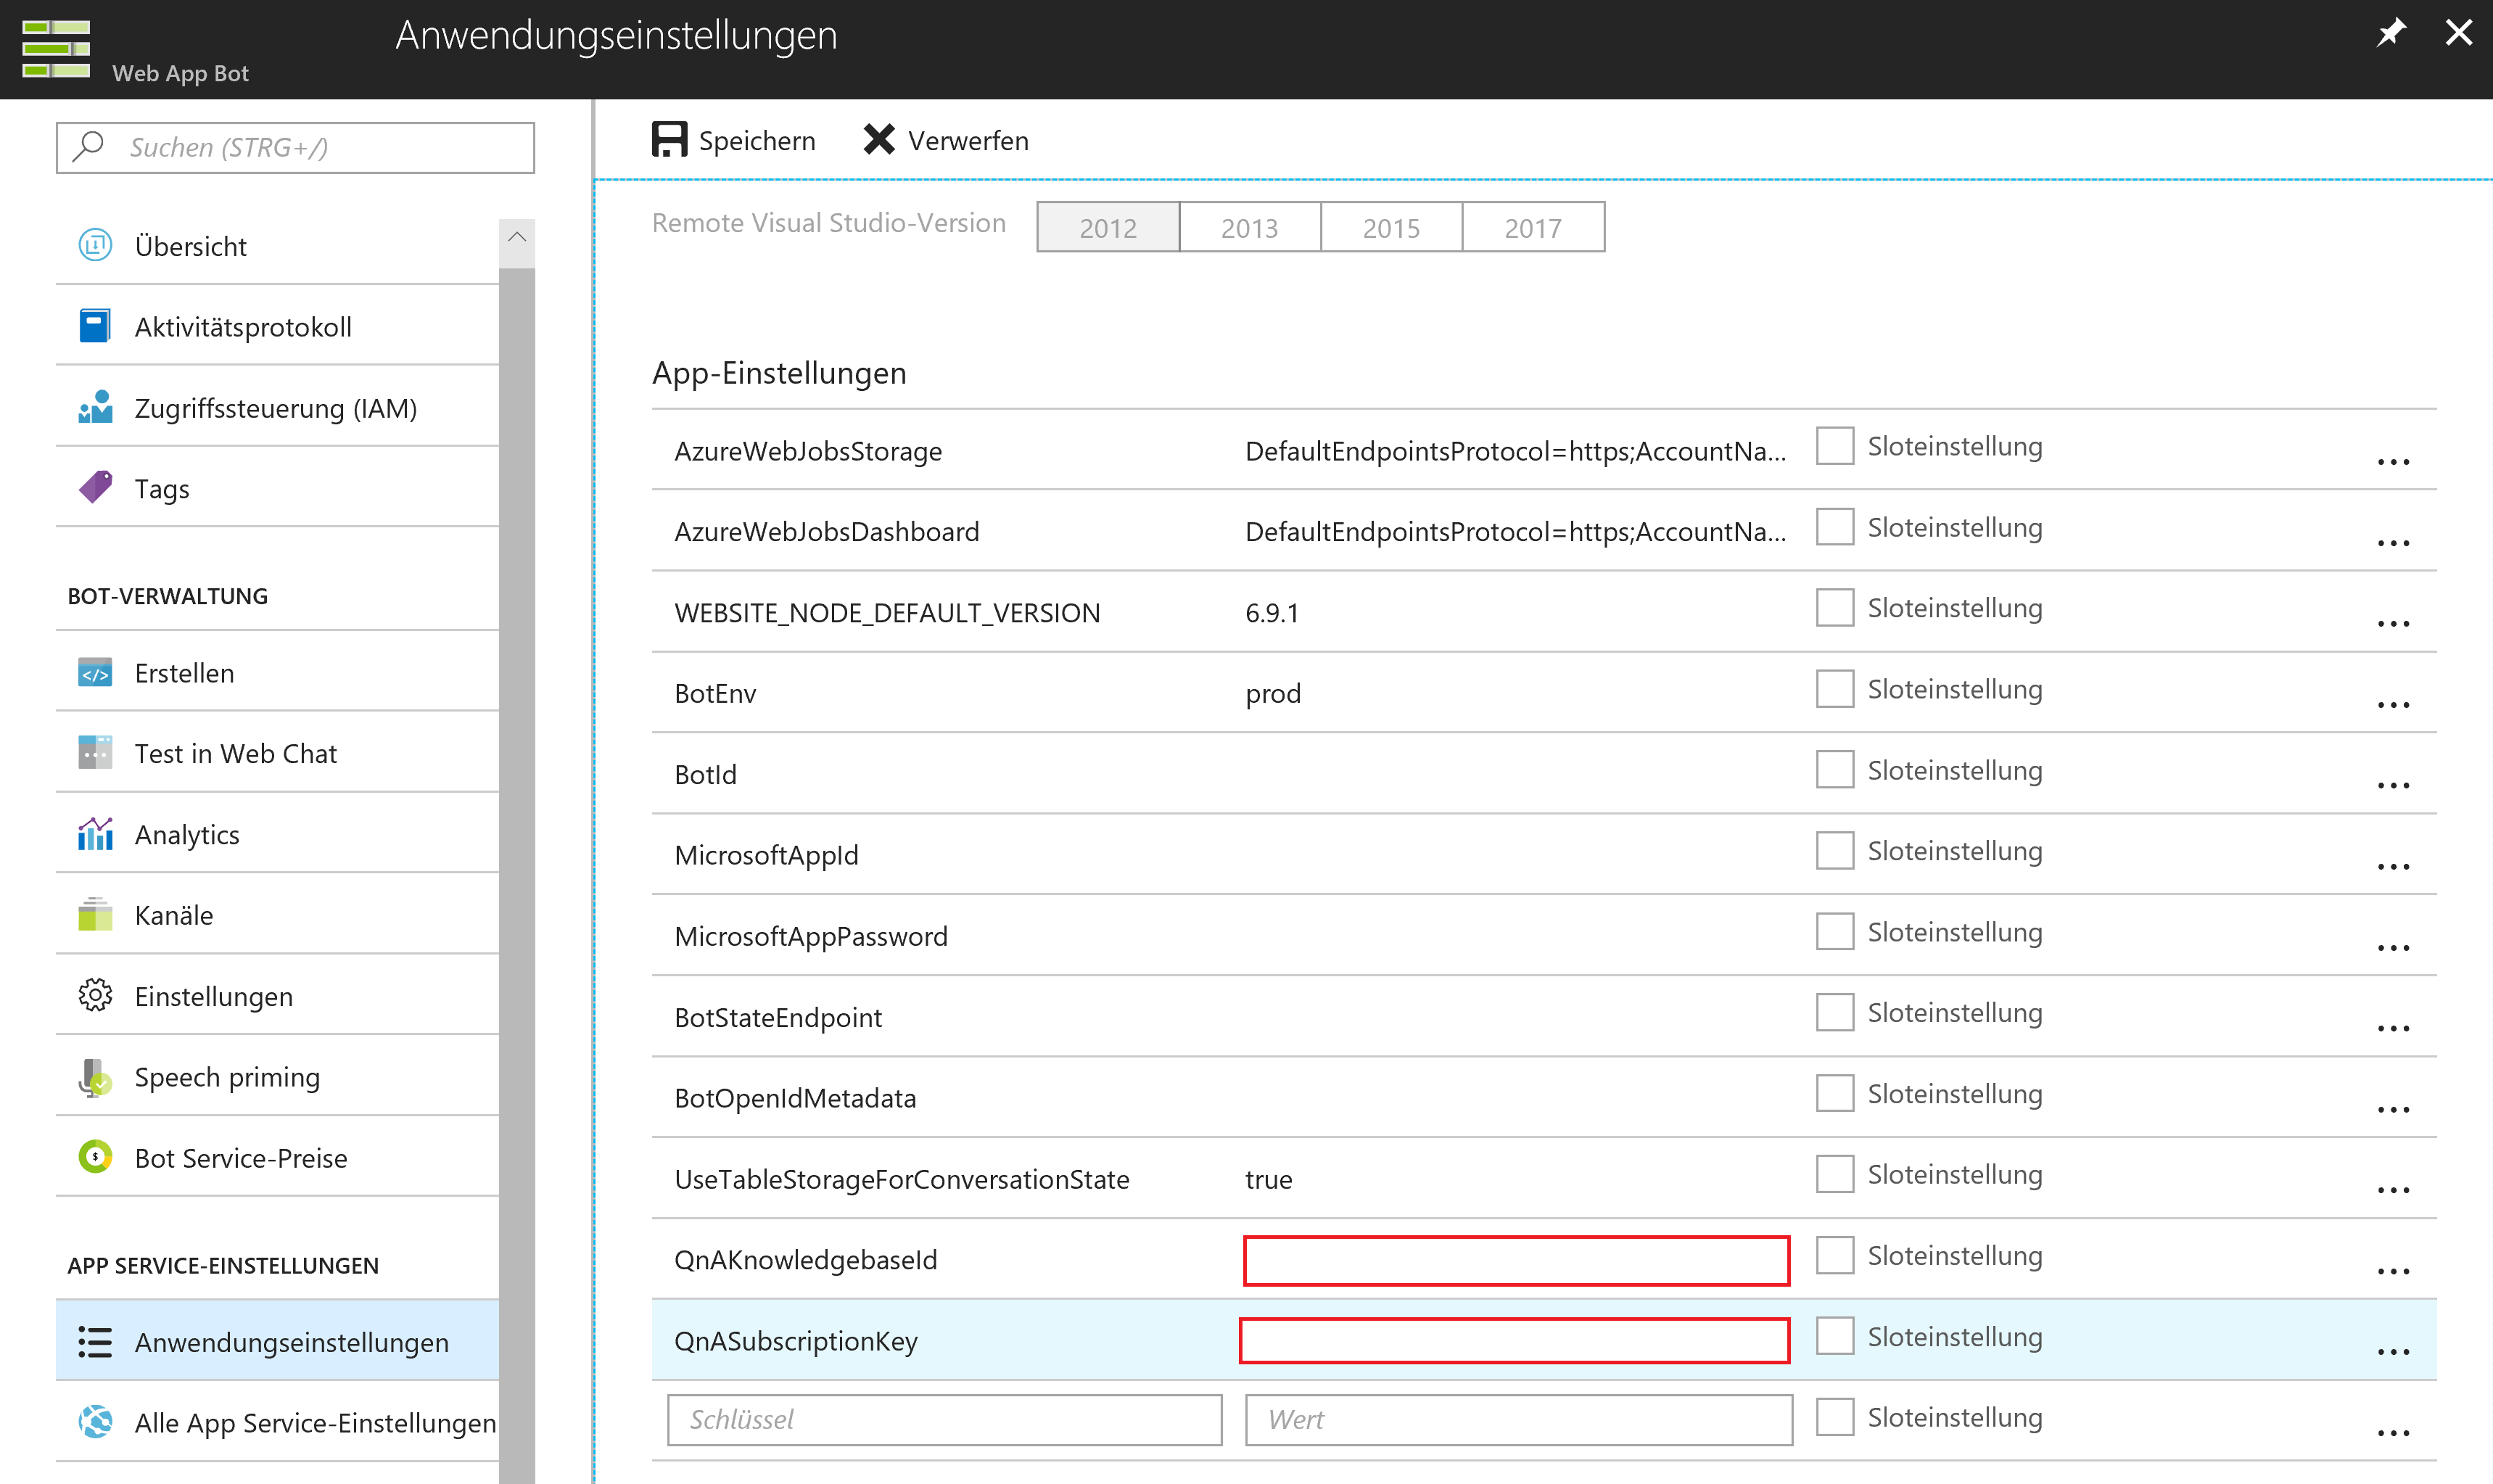 Anwendungseinstellungen
Web App Bot
Suchen (STRG+/)
Übersicht
Aktivitätsprotokoll
Zugriffssteuerung (IAM)
Tags
BOT-VERWALTUNG
Erstellen
Test in Web Chat
Analytics
Kanäle
Einstellungen
Speech priming
Bot Service-Preise
APP SERVICE-EINSTELLUNGEN
Anwendungseinstellungen
Alle App Service-Einstellungen
Speichern Verwerfen
Remote Visual Studio-Version 2012 2013 2015 2017
App-Einstellungen
AzureWebJobsStorage DefaultEndpointsProtocol=https;AccountNa... Sloteinstellung ...
AzureWebJobsDashboard DefaultEndpointsProtocol=https;AccountNa... Sloteinstellung ...
WEBSITE_NODE_DEFAULT_VERSION 6.9.1 Sloteinstellung ...
BotEnv prod Sloteinstellung ...
BotId Sloteinstellung ...
MicrosoftAppId Sloteinstellung ...
MicrosoftAppPassword Sloteinstellung ...
BotStateEndpoint Sloteinstellung ...
BotOpenIdMetadata Sloteinstellung ...
UseTableStorageForConversationState true Sloteinstellung ...
QnAKnowledgebaseId Sloteinstellung ...
QnASubscriptionKey Sloteinstellung ...
Schlüssel Wert Sloteinstellung ...